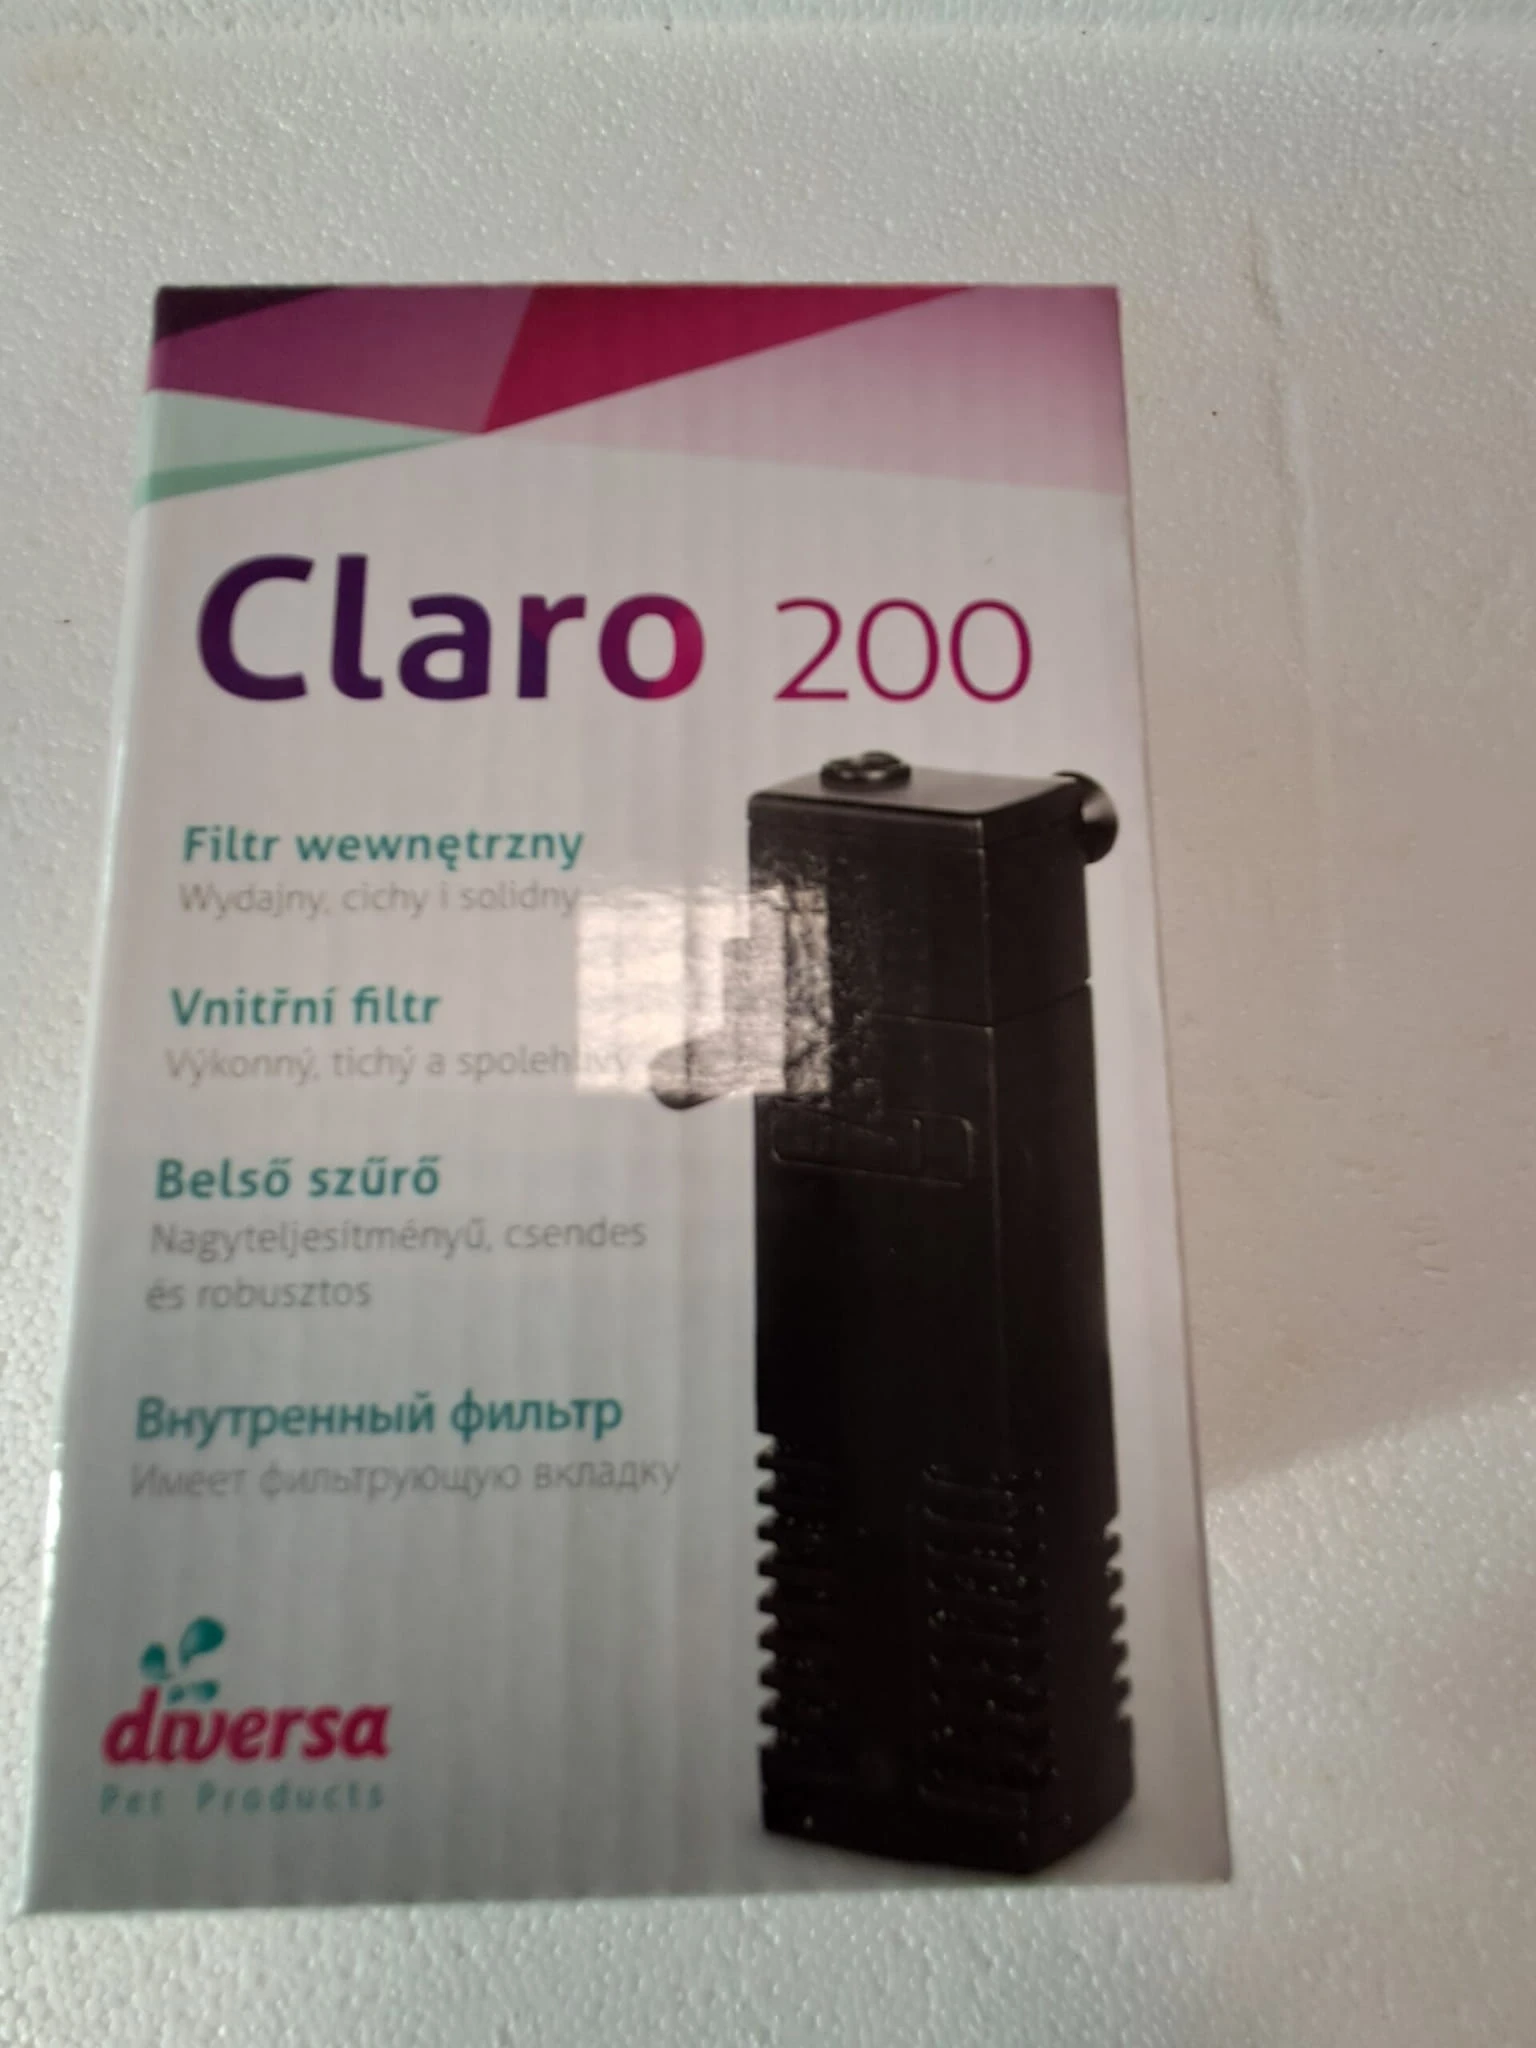 Claro 200
Filtr wewnętrzny
Wydajny, cichy i solidny
Vnitřní filtr
Výkonný, tichý a spolehlivý
Belső szűrő
Nagyteljesítményű, csendes
és robusztos
Внутренный фильтр
Имеет фильтрующую вкладку
diversa
Pet Products